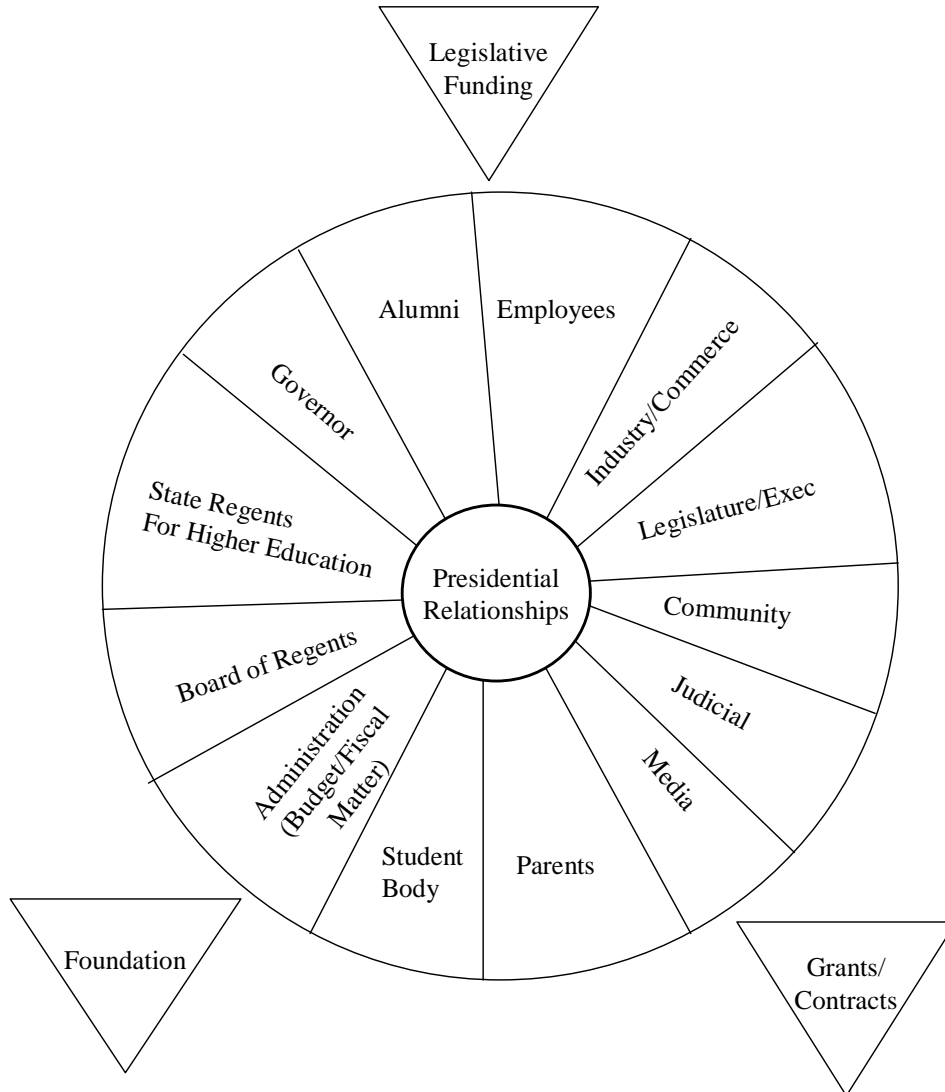 Legislative
Funding
Alumni
Employees
Governor
Industry/Commerce
State Regents
For Higher Education
Legislature/Exec
Presidential
Relationships
Community
Board of Regents
Judicial
Administration
(Budget/Fiscal
Matter)
Media
Student
Body
Parents
Foundation
Grants/
Contracts